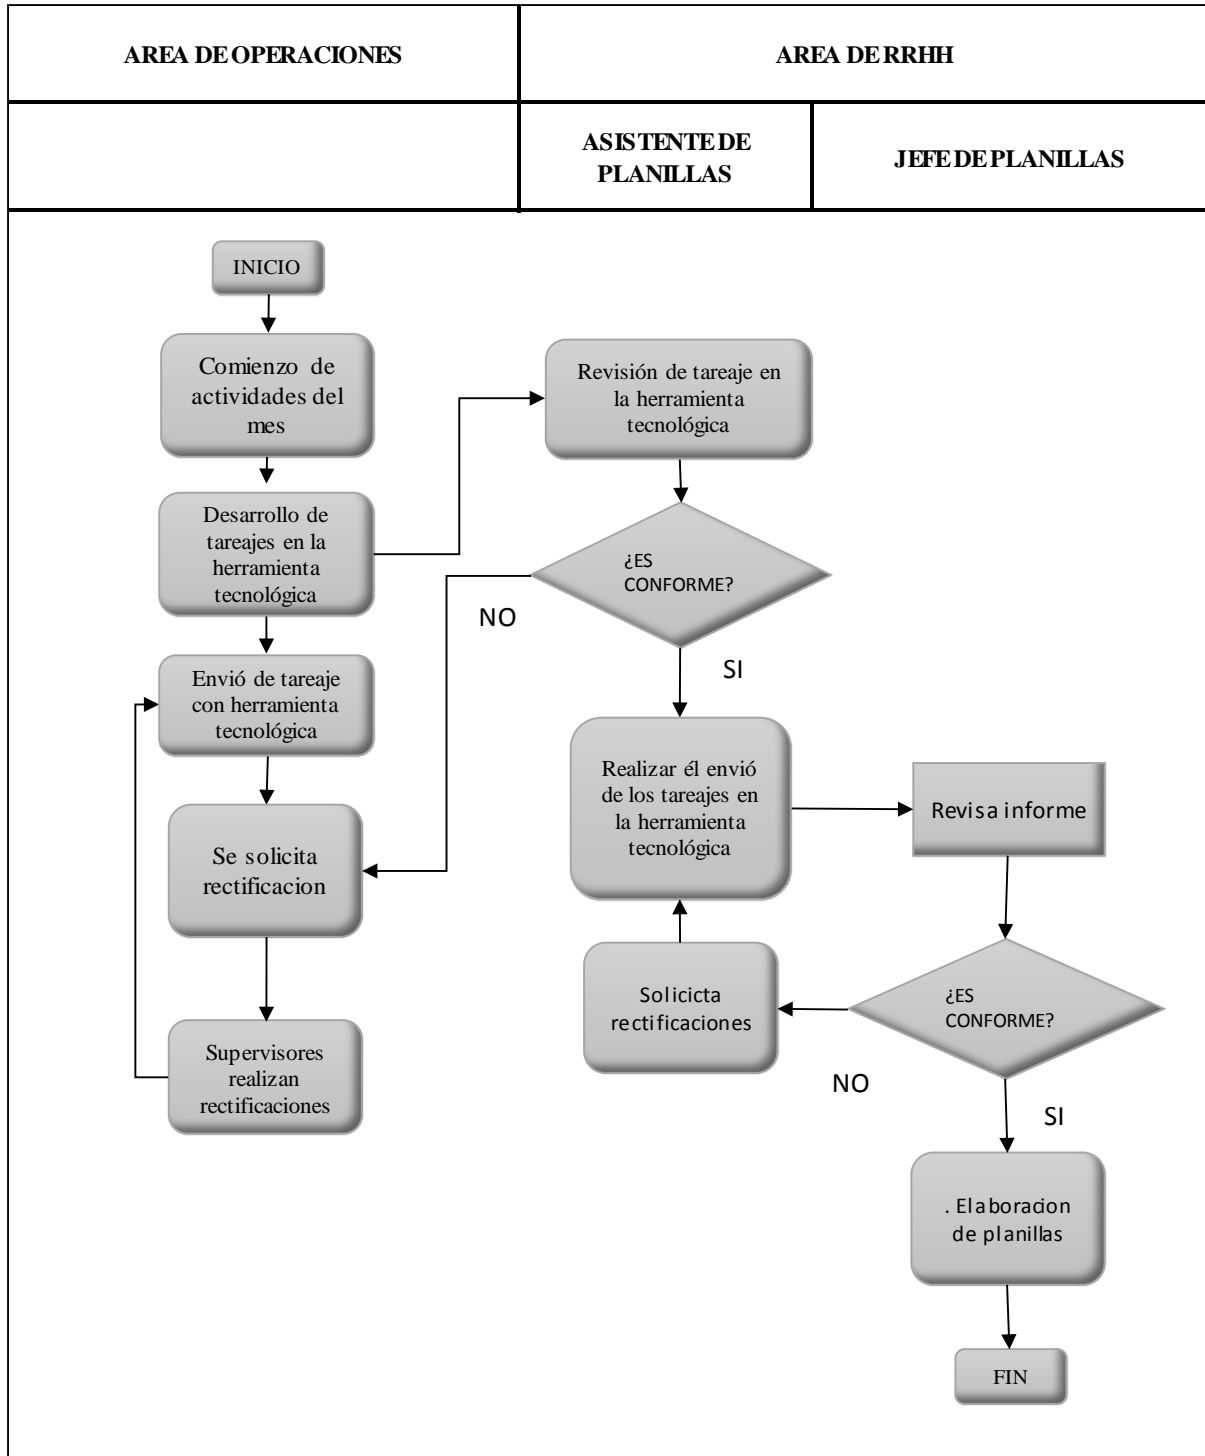 AREA DE OPERACIONES
AREA DE RRHH
ASISTENTE DE
PLANILLAS
JEFE DE PLANILLAS
INICIO
Comienzo de
actividades del
mes
Desarrollo de
tareajes en la
herramienta
tecnológica
Envió de tareaje
con herramienta
tecnológica
Se solicita
rectificacion
Supervisores
realizan
rectificaciones
Revisión de tareaje en
la herramienta
tecnológica
¿ES
CONFORME?
NO
SI
Realizar él envió
de los tareajes en
la herramienta
tecnológica
Solicicta
rectificaciones
Revisa informe
¿ES
CONFORME?
NO
SI
. Elaboracion
de planillas
FIN